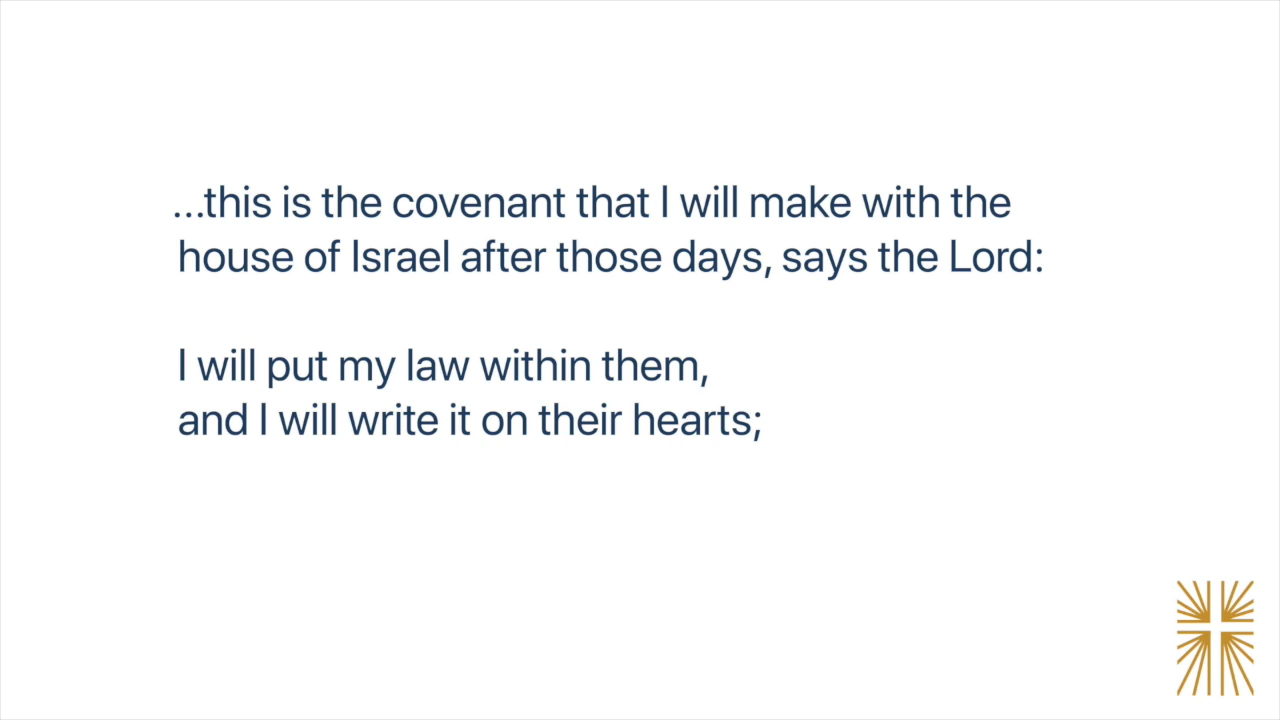 ...this is the covenant that I will make with the
house of Israel after those days, says the Lord:
I will put my law within them,
and I will write it on their hearts;